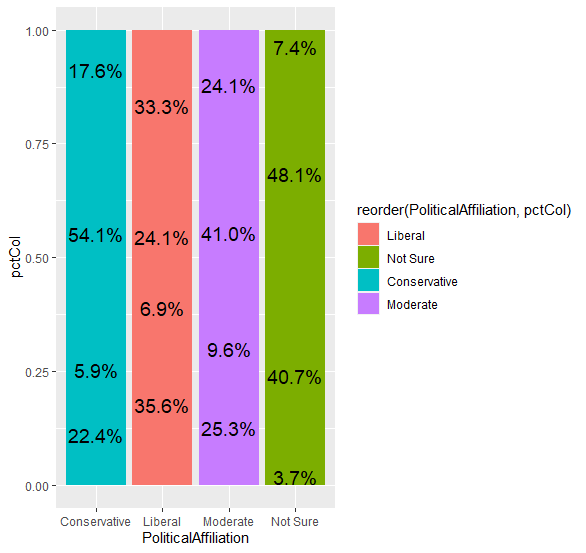 1.00
0.75
0.50
0.25
0.00
pctCol
17.6%
54.1%
5.9%
22.4%
33.3%
24.1%
6.9%
35.6%
24.1%
41.0%
9.6%
25.3%
7.4%
48.1%
40.7%
3.7%
Conservative Liberal Moderate Not Sure
PoliticalAffiliation
reorder(PoliticalAffiliation, pctCol)
Liberal
Not Sure
Conservative
Moderate